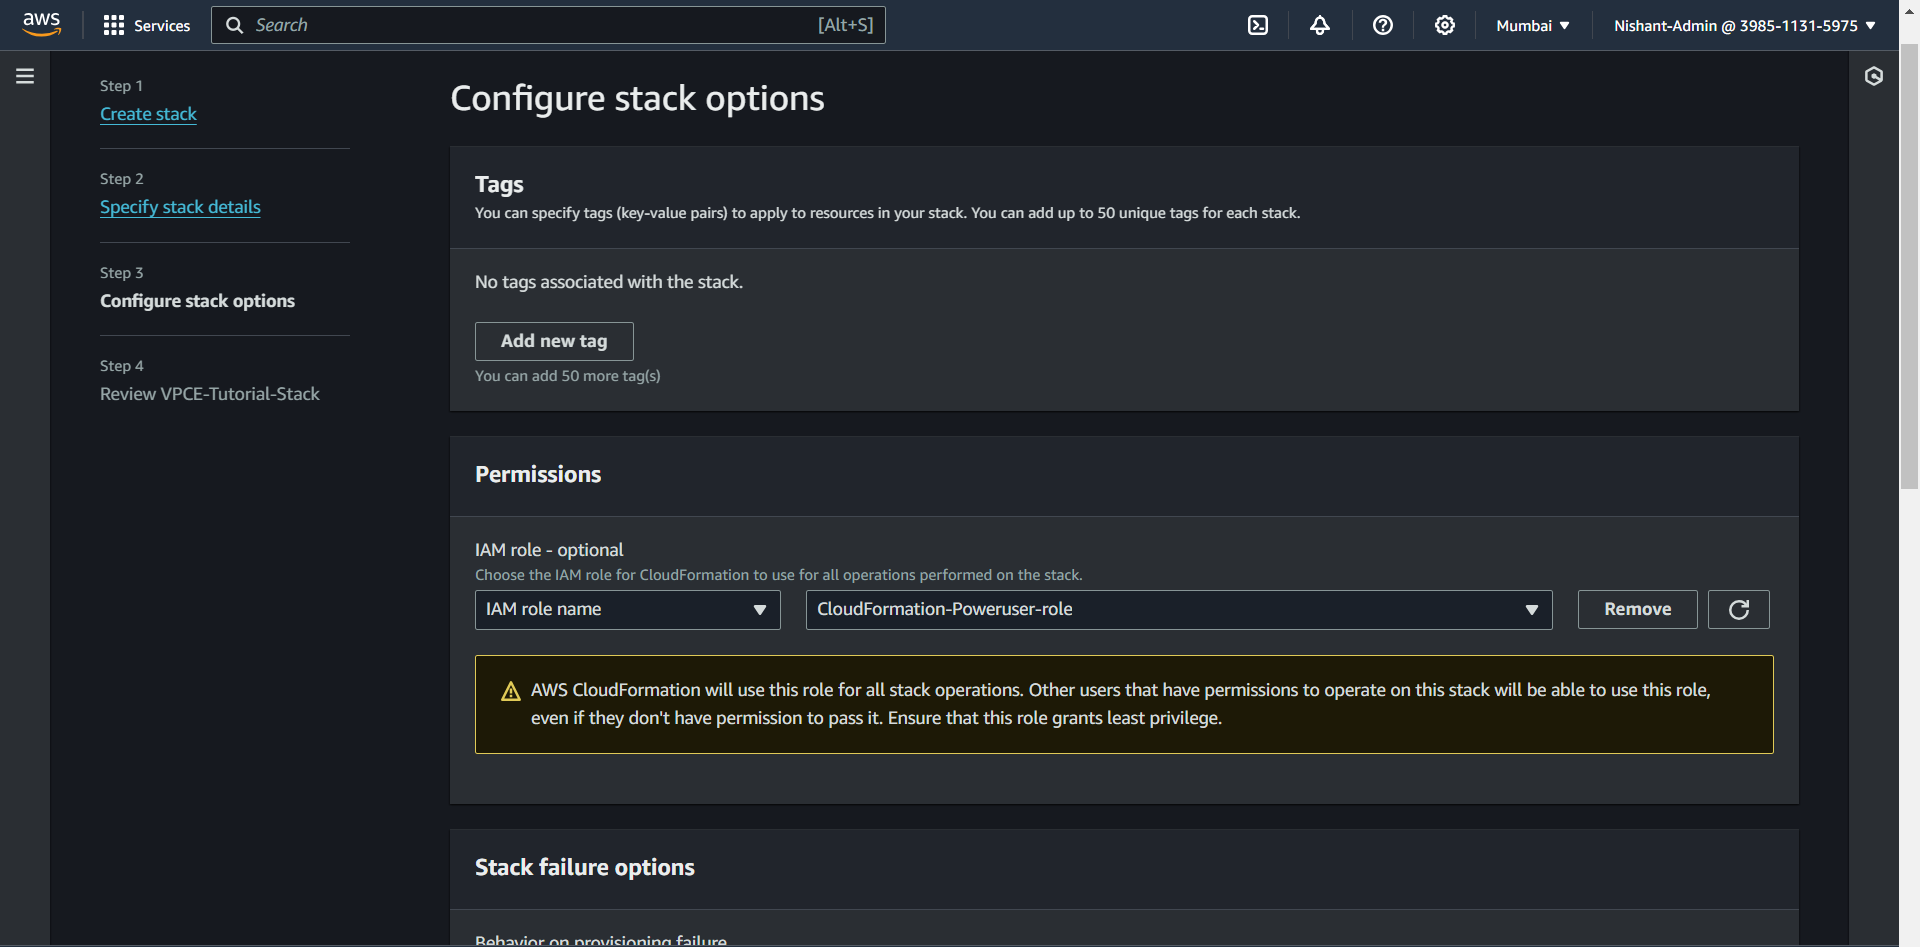 aws
Services
Search [Alt+S]
Mumbai
Nishant-Admin @ 3985-1131-5975
Step 1
Create stack
Step 2
Specify stack details
Step 3
Configure stack options
Step 4
Review VPCE-Tutorial-Stack
Configure stack options
Tags
You can specify tags (key-value pairs) to apply to resources in your stack. You can add up to 50 unique tags for each stack.
No tags associated with the stack.
Add new tag
You can add 50 more tag(s)
Permissions
IAM role - optional
Choose the IAM role for CloudFormation to use for all operations performed on the stack.
IAM role name
CloudFormation-Poweruser-role
Remove
AWS CloudFormation will use this role for all stack operations. Other users that have permissions to operate on this stack will be able to use this role,
even if they don't have permission to pass it. Ensure that this role grants least privilege.
Stack failure options
Behavior on provisioning failure